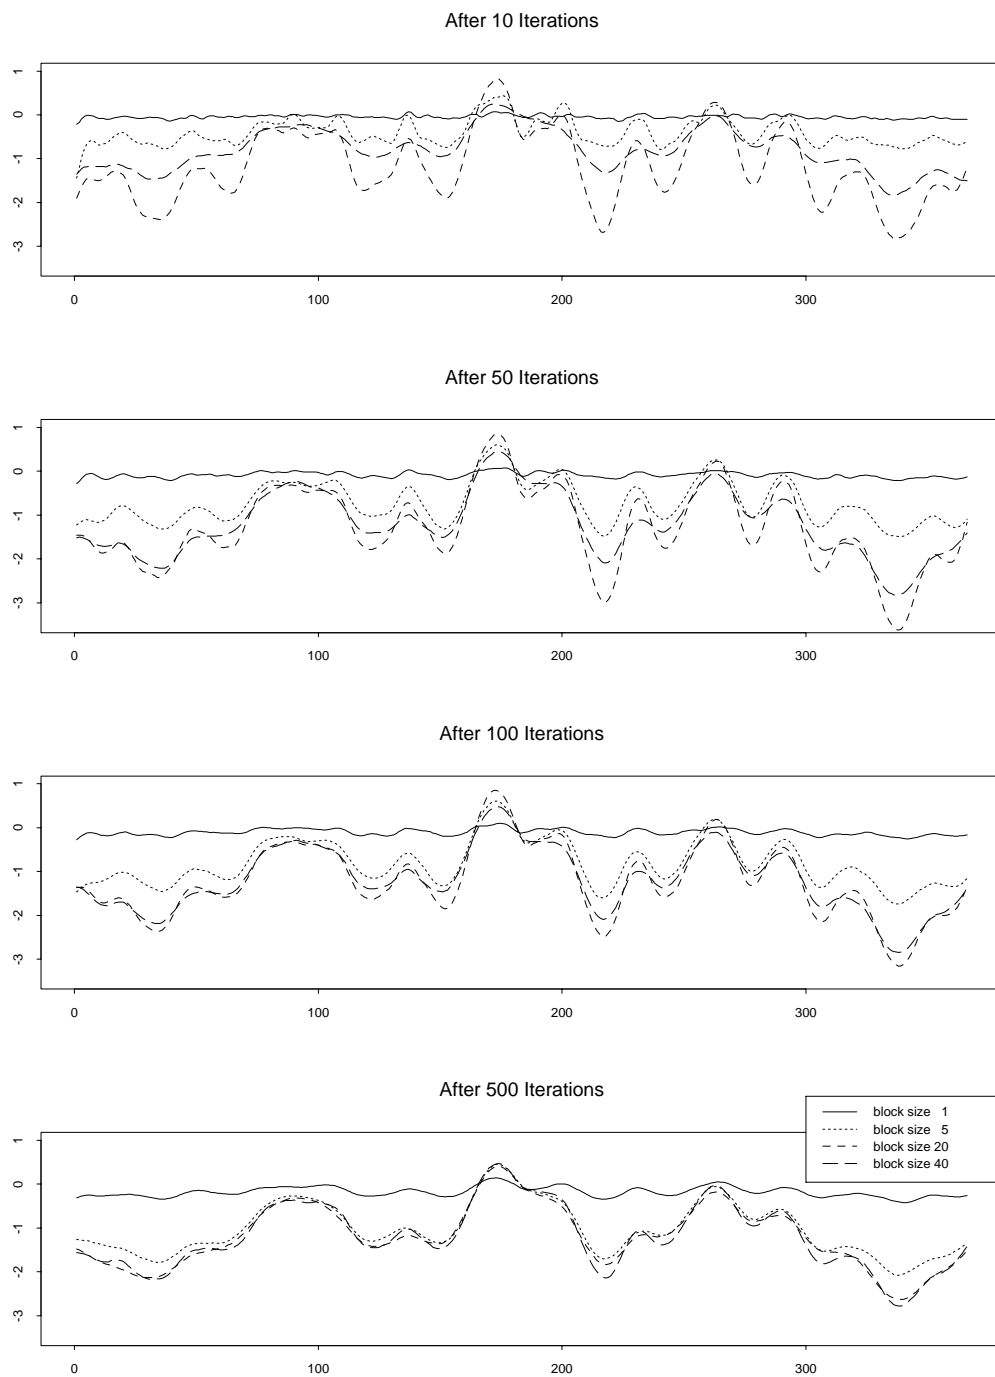 After 10 Iterations
1
0
-1
-2
-3
0 100 200 300
After 50 Iterations
1
0
-1
-2
-3
0 100 200 300
After 100 Iterations
1
0
-1
-2
-3
0 100 200 300
After 500 Iterations
block size 1
block size 5
block size 20
block size 40
1
0
-1
-2
-3
0 100 200 300